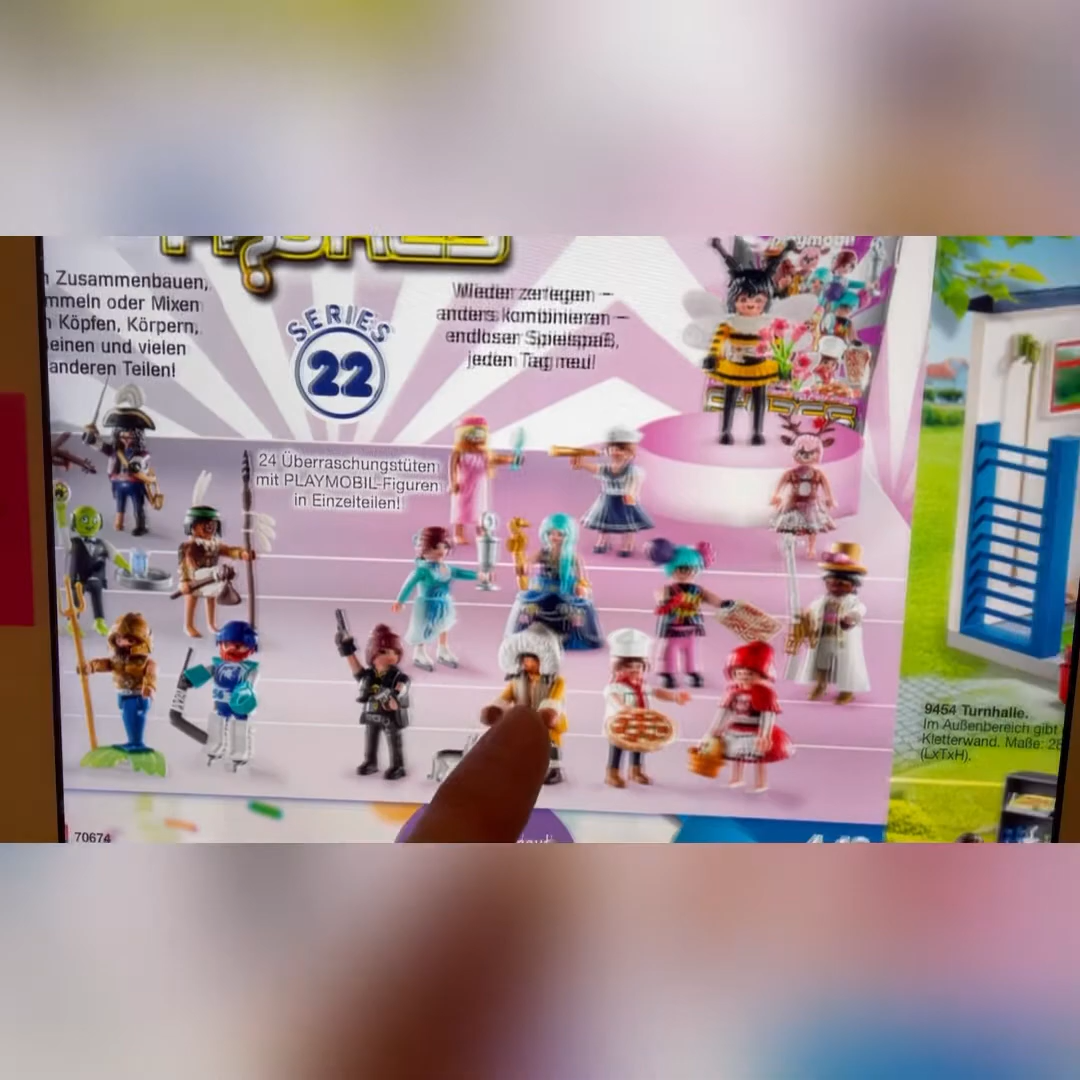 Zusammenbauen,
mmeln oder Mixen
Köpfen, Körpern,
einen und vielen
anderen Teilen!
SERIES
22
Wieder zerlegen –
anders kombinieren –
endloser Spielspaß,
jeden Tag neu!
playmobil
24 Überraschungstüten
mit PLAYMOBIL-Figuren
in Einzelteilen!
9454 Turnhalle.
Im Außenbereich gibt
Kletterwand. Maße: 28
(LxTxH).
70674